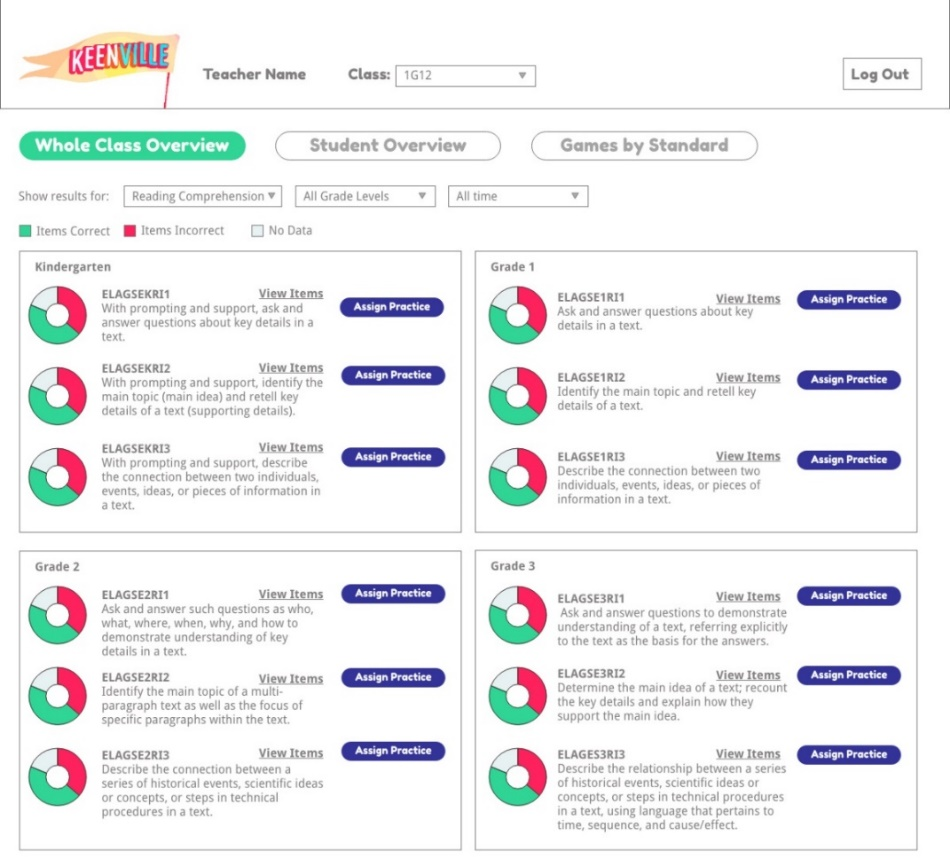 KEENVILLE
Teacher Name
Class: 1G12
Log Out
Whole Class Overview
Student Overview
Games by Standard
Show results for:
Reading Comprehension
All Grade Levels
All time
Items Correct
Items Incorrect
No Data
Kindergarten
ELAGSEKRI1
View Items
Assign Practice
With prompting and support, ask and
answer questions about key details in a
text.
ELAGSEKRI2
View Items
Assign Practice
With prompting and support, identify the
main topic (main idea) and retell key
details of a text (supporting details).
ELAGSEKRI3
View Items
Assign Practice
With prompting and support, describe
the connection between two individuals,
events, ideas, or pieces of information in
a text.
Grade 1
ELAGSE1RI1
View Items
Assign Practice
Ask and answer questions about key
details in a text.
ELAGSE1RI2
View Items
Assign Practice
Identify the main topic and retell key
details of a text.
ELAGSE1RI3
View Items
Assign Practice
Describe the connection between two
individuals, events, ideas, or pieces of
information in a text.
Grade 2
ELAGSE2RI1
View Items
Assign Practice
Ask and answer such questions as who,
what, where, when, why, and how to
demonstrate understanding of key
details in a text.
ELAGSE2RI2
View Items
Assign Practice
Identify the main topic of a multi-
paragraph text as well as the focus of
specific paragraphs within the text.
ELAGSE2RI3
View Items
Assign Practice
Describe the connection between a
series of historical events, scientific ideas
or concepts, or steps in technical
procedures in a text.
Grade 3
ELAGSE3RI1
View Items
Assign Practice
Ask and answer questions to demonstrate
understanding of a text, referring explicitly
to the text as the basis for the answers.
ELAGSE3RI2
View Items
Assign Practice
Determine the main idea of a text; recount
the key details and explain how they
support the main idea.
ELAGES3RI3
View Items
Assign Practice
Describe the relationship between a series
of historical events, scientific ideas or
concepts, or steps in technical procedures
in a text, using language that pertains to
time, sequence, and cause/effect.